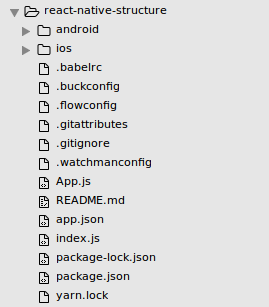 react-native-structure
android
ios
.babelrc
.buckconfig
.flowconfig
.gitattributes
.gitignore
.watchmanconfig
App.js
README.md
app.json
index.js
package-lock.json
package.json
yarn.lock